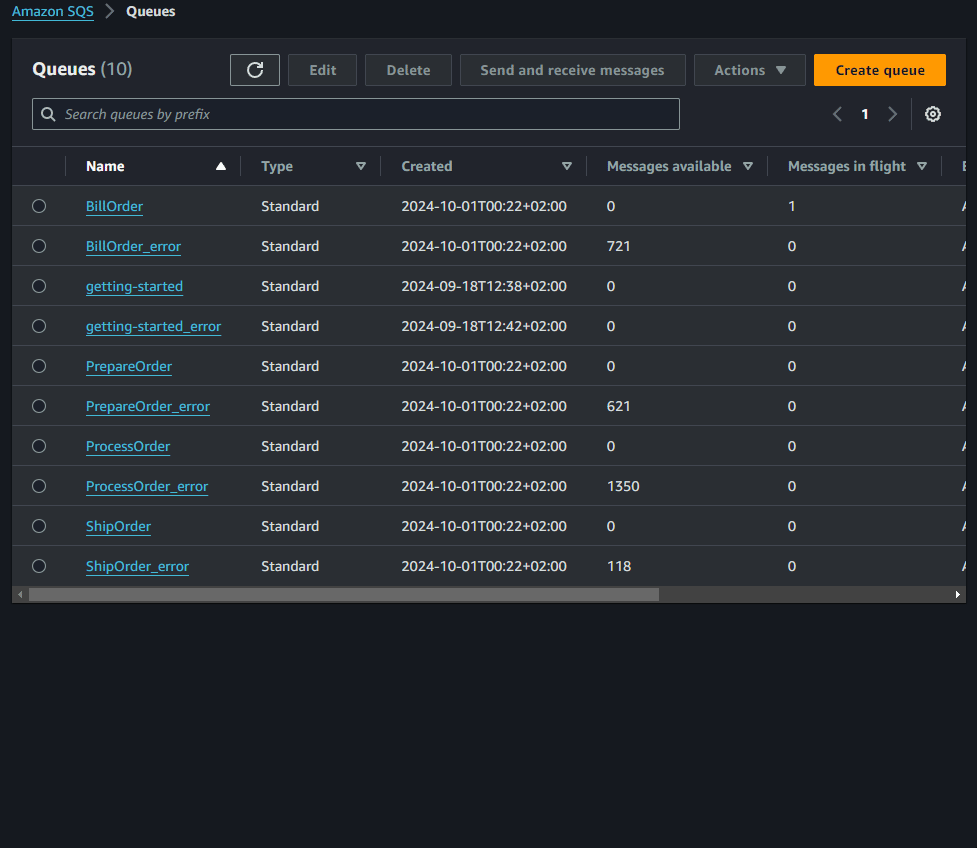 Amazon SQS > Queues
Queues (10) Edit Delete Send and receive messages Actions Create queue
Search queues by prefix 1
Name Type Created Messages available Messages in flight
BillOrder Standard 2024-10-01T00:22+02:00 0 1
BillOrder_error Standard 2024-10-01T00:22+02:00 721 0
getting-started Standard 2024-09-18T12:38+02:00 0 0
getting-started_error Standard 2024-09-18T12:42+02:00 0 0
PrepareOrder Standard 2024-10-01T00:22+02:00 0 0
PrepareOrder_error Standard 2024-10-01T00:22+02:00 621 0
ProcessOrder Standard 2024-10-01T00:22+02:00 0 0
ProcessOrder_error Standard 2024-10-01T00:22+02:00 1350 0
ShipOrder Standard 2024-10-01T00:22+02:00 0 0
ShipOrder_error Standard 2024-10-01T00:22+02:00 118 0